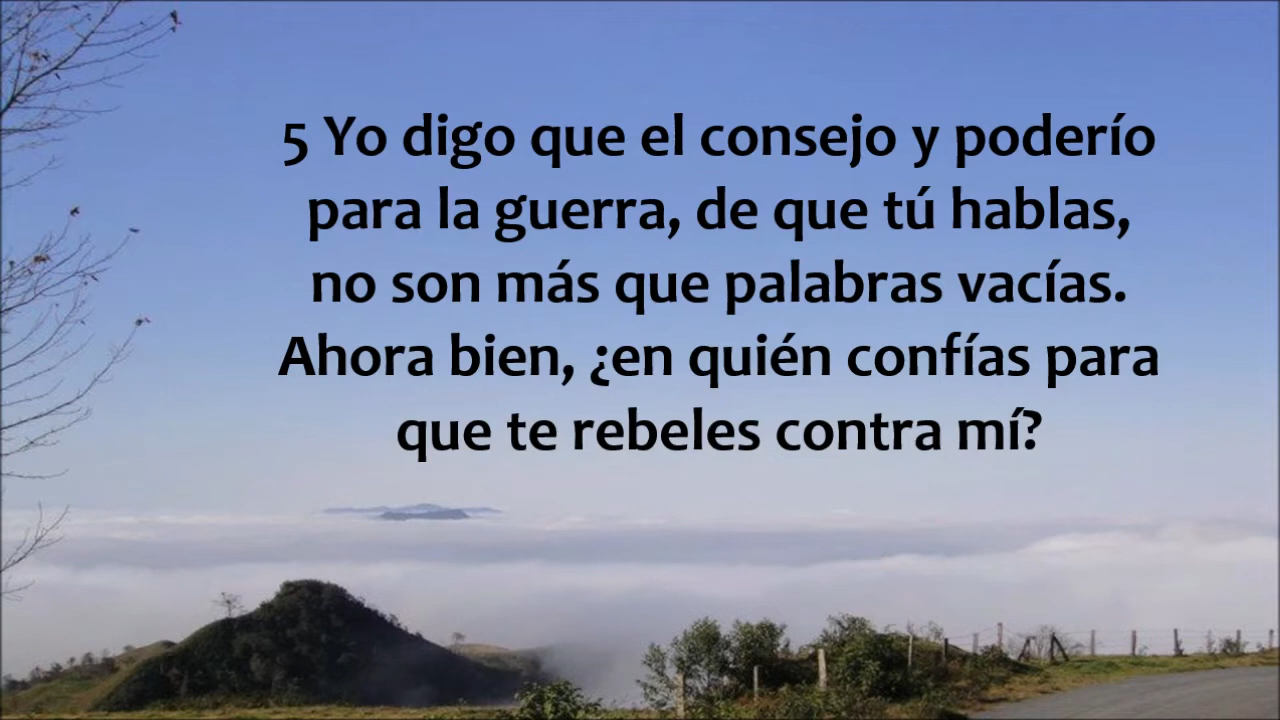 5 Yo digo que el consejo y poderío
para la guerra, de que tú hablas,
no son más que palabras vacías.
Ahora bien, ¿en quién confías para
que te rebeles contra mí?